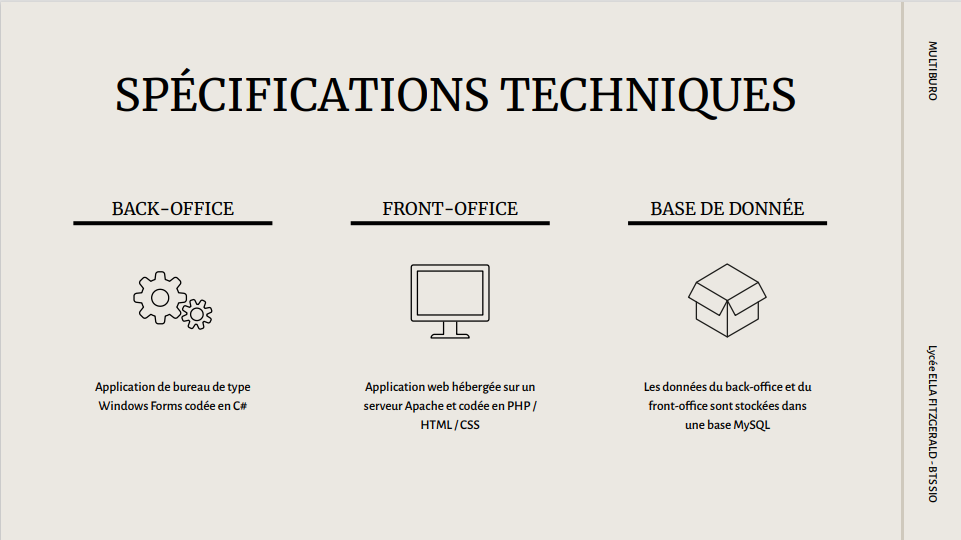 SPÉCIFICATIONS TECHNIQUES
BACK-OFFICE
Application de bureau de type
Windows Forms codée en C#
FRONT-OFFICE
Application web hébergée sur un
serveur Apache et codée en PHP /
HTML / CSS
BASE DE DONNÉE
Les données du back-office et du
front-office sont stockées dans
une base MySQL
MULTIBURO
Lycée ELLA FITZGERALD - BTS SIO